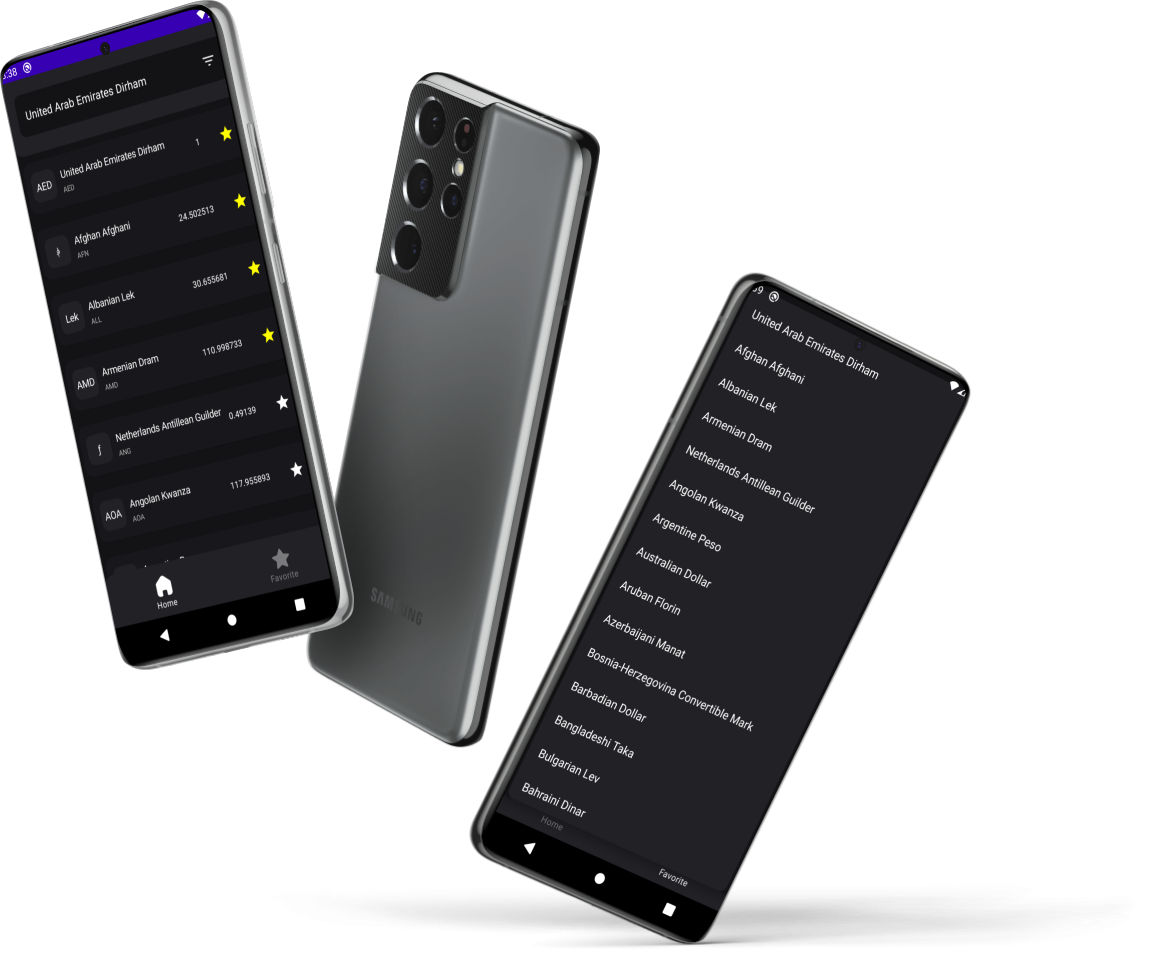 :38
United Arab Emirates Dirham
AED
United Arab Emirates Dirham
AED
1
Afghan Afghani
AFN
24.502513
Lek
Albanian Lek
ALL
30.655681
AMD
Armenian Dram
AMD
110.998733
ƒ
Netherlands Antillean Guilder
ANG
0.49139
AOA
Angolan Kwanza
AOA
117.955893
Home
Favorite
SAMSUNG
9
United Arab Emirates Dirham
Afghan Afghani
Albanian Lek
Armenian Dram
Netherlands Antillean Guilder
Angolan Kwanza
Argentine Peso
Australian Dollar
Aruban Florin
Azerbaijani Manat
Bosnia-Herzegovina Convertible Mark
Barbadian Dollar
Bangladeshi Taka
Bulgarian Lev
Bahraini Dinar
Home
Favorite